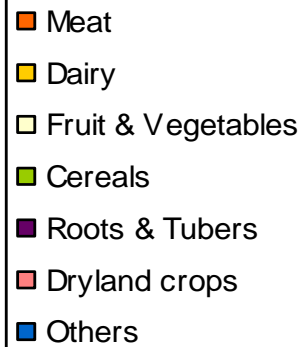 Meat
Dairy
Fruit & Vegetables
Cereals
Roots & Tubers
Dryland crops
Others